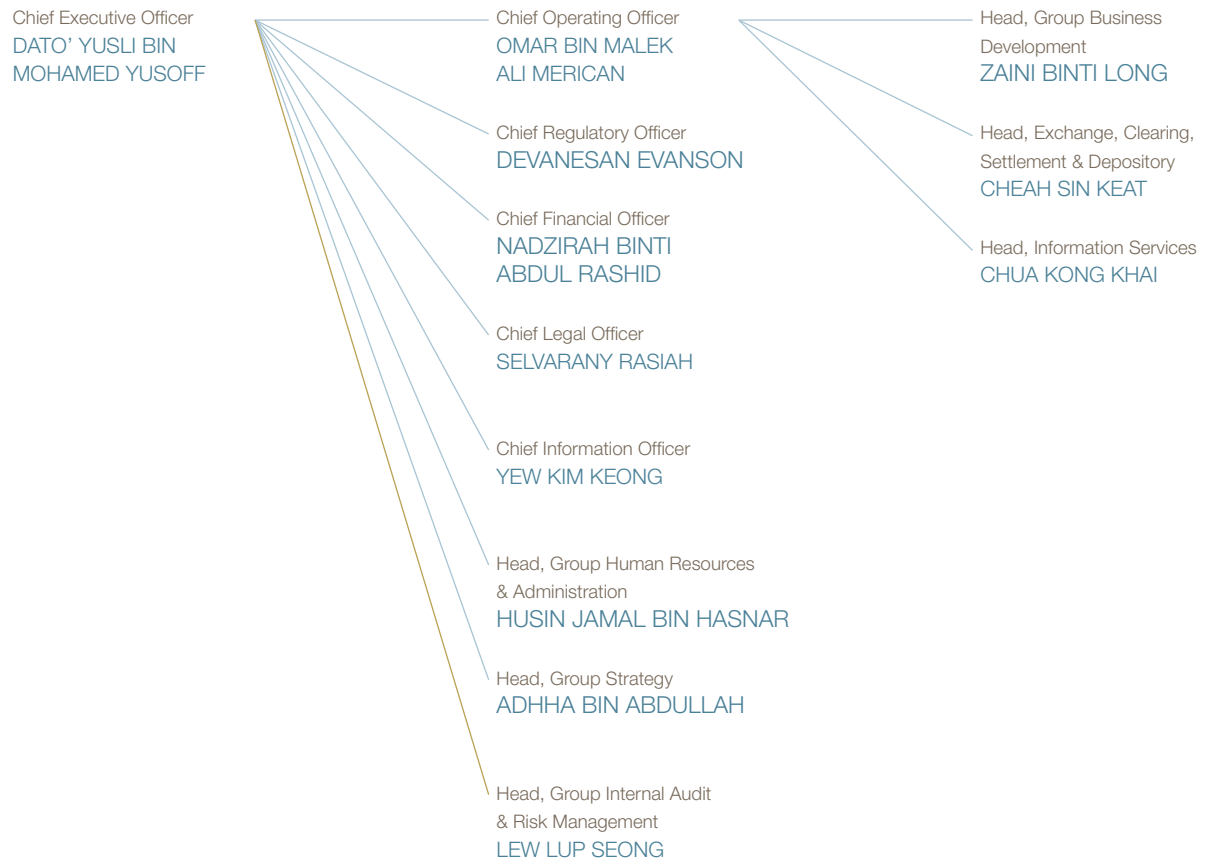 Chief Executive Officer
DATO' YUSLI BIN
MOHAMED YUSOFF
Chief Operating Officer
OMAR BIN MALEK
ALI MERICAN
Chief Regulatory Officer
DEVANESAN EVANSON
Chief Financial Officer
NADZIRAH BINTI
ABDUL RASHID
Chief Legal Officer
SELVARANY RASIAH
Chief Information Officer
YEW KIM KEONG
Head, Group Human Resources
& Administration
HUSIN JAMAL BIN HASNAR
Head, Group Strategy
ADHHA BIN ABDULLAH
Head, Group Internal Audit
& Risk Management
LEW LUP SEONG
Head, Group Business
Development
ZAINI BINTI LONG
Head, Exchange, Clearing,
Settlement & Depository
CHEAH SIN KEAT
Head, Information Services
CHUA KONG KHAI